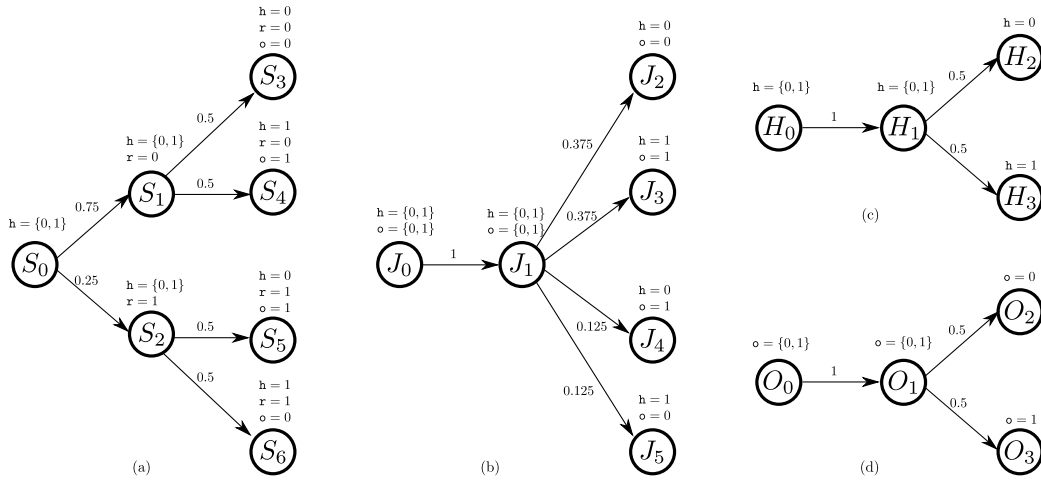 h = 0
r = 0
o = 0
S3
0.5
h = {0, 1}
r = 0
S1
0.5
h = 1
r = 0
o = 1
S4
0.75
h = {0, 1}
S0
0.25
h = {0, 1}
r = 1
S2
0.5
h = 0
r = 1
o = 1
S5
0.5
h = 1
r = 1
o = 0
S6
(a)
h = 0
o = 0
J2
0.375
h = 1
o = 1
J3
0.375
h = {0, 1}
o = {0, 1}
J0
1
h = {0, 1}
o = {0, 1}
J1
h = 0
o = 1
J4
0.125
h = 1
o = 0
J5
0.125
(b)
h = 0
H2
0.5
h = {0, 1}
H0
1
h = {0, 1}
H1
0.5
h = 1
H3
(c)
o = 0
O2
0.5
o = {0, 1}
O0
1
o = {0, 1}
O1
0.5
o = 1
O3
(d)